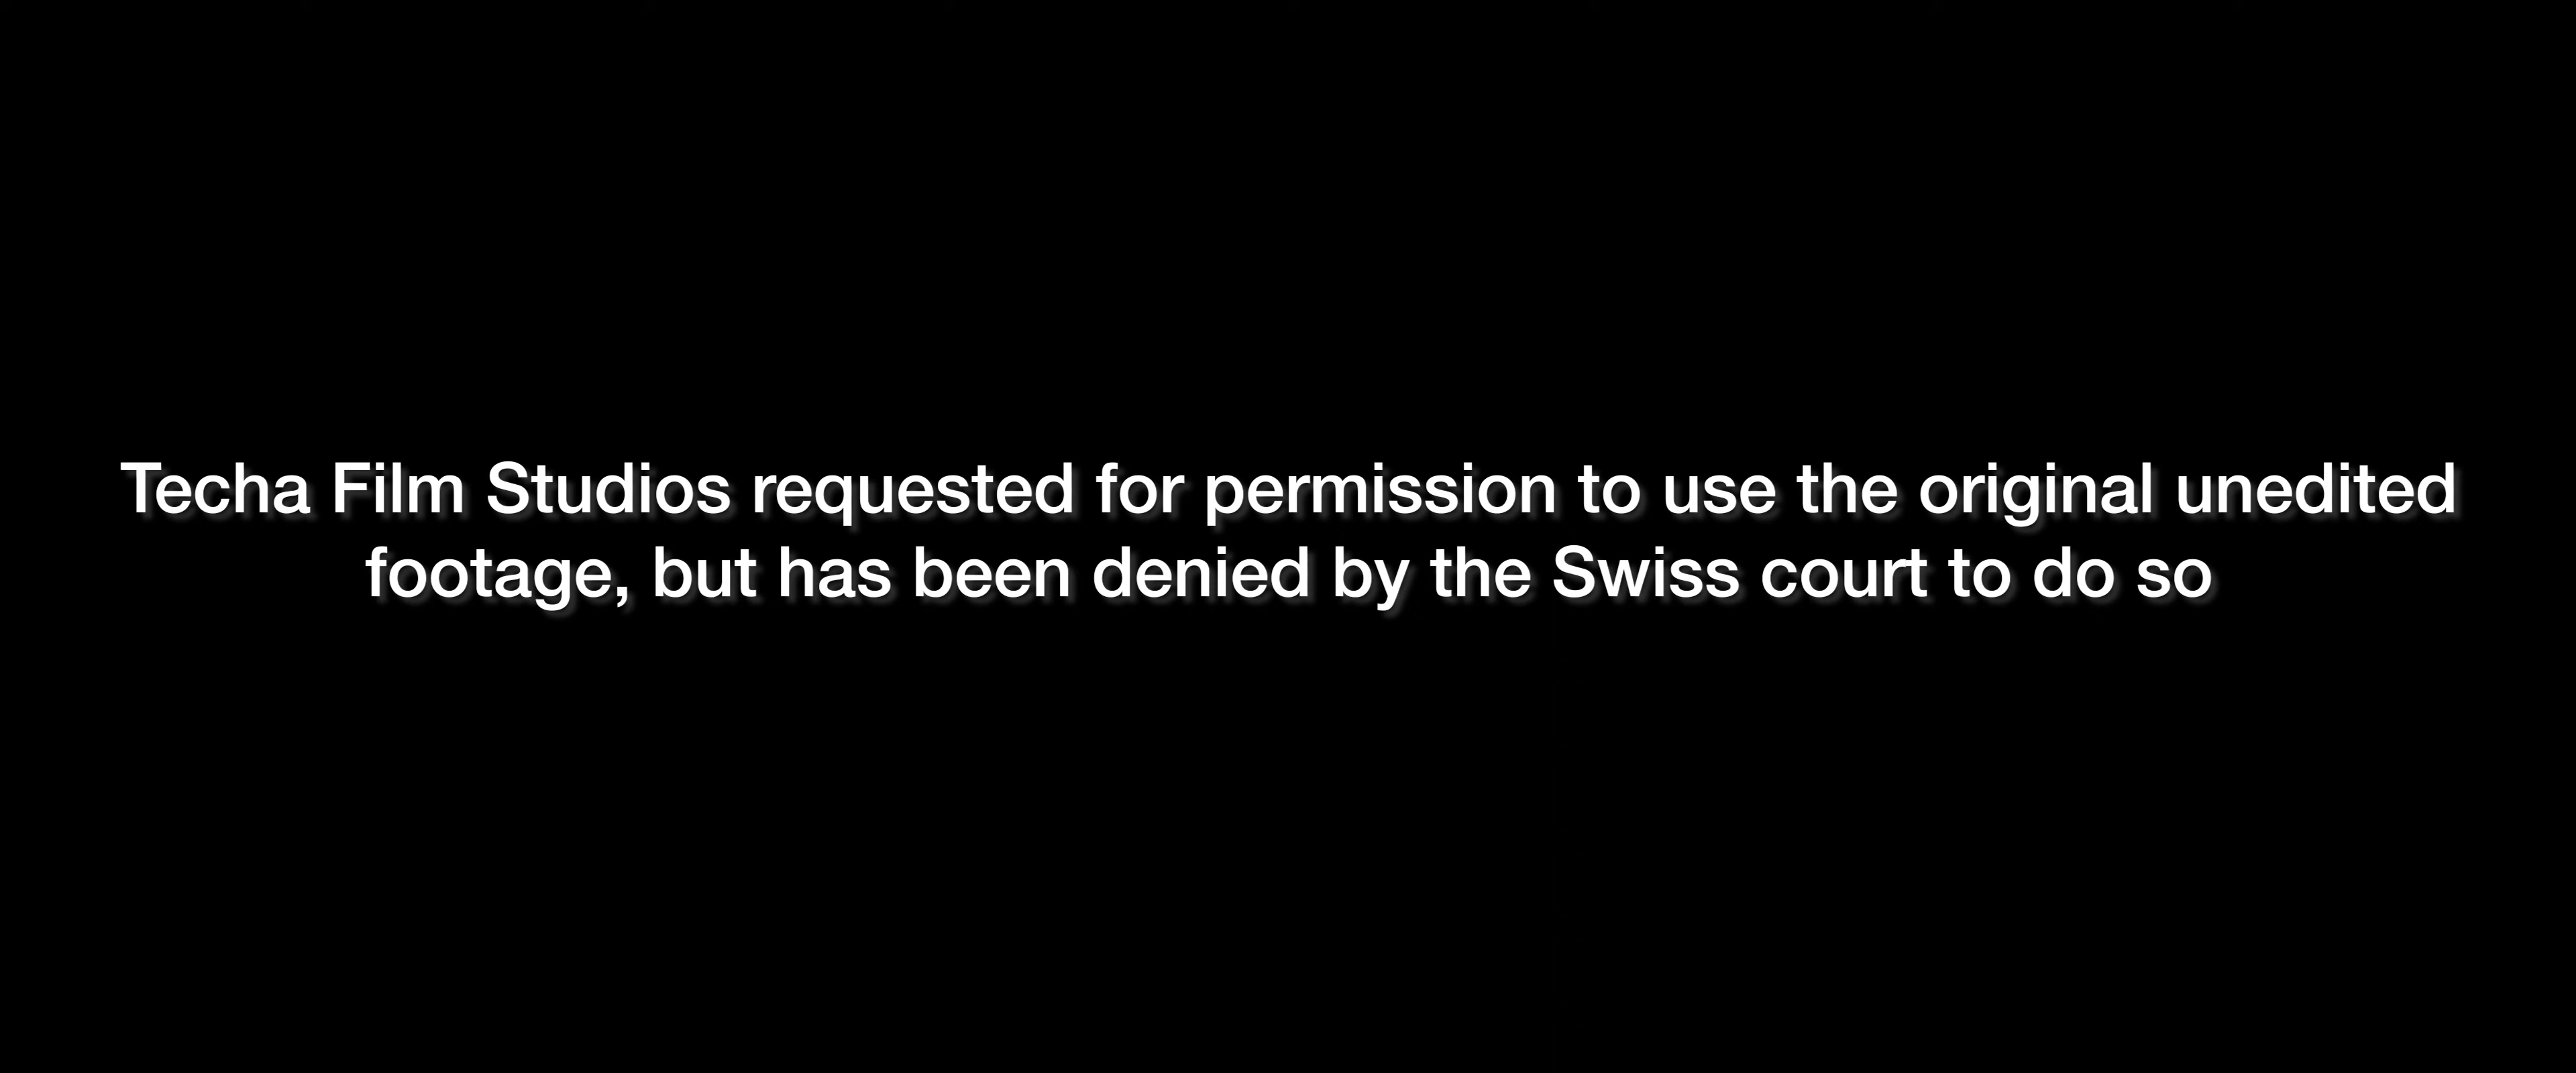 Techa Film Studios requested for permission to use the original unedited
footage, but has been denied by the Swiss court to do so